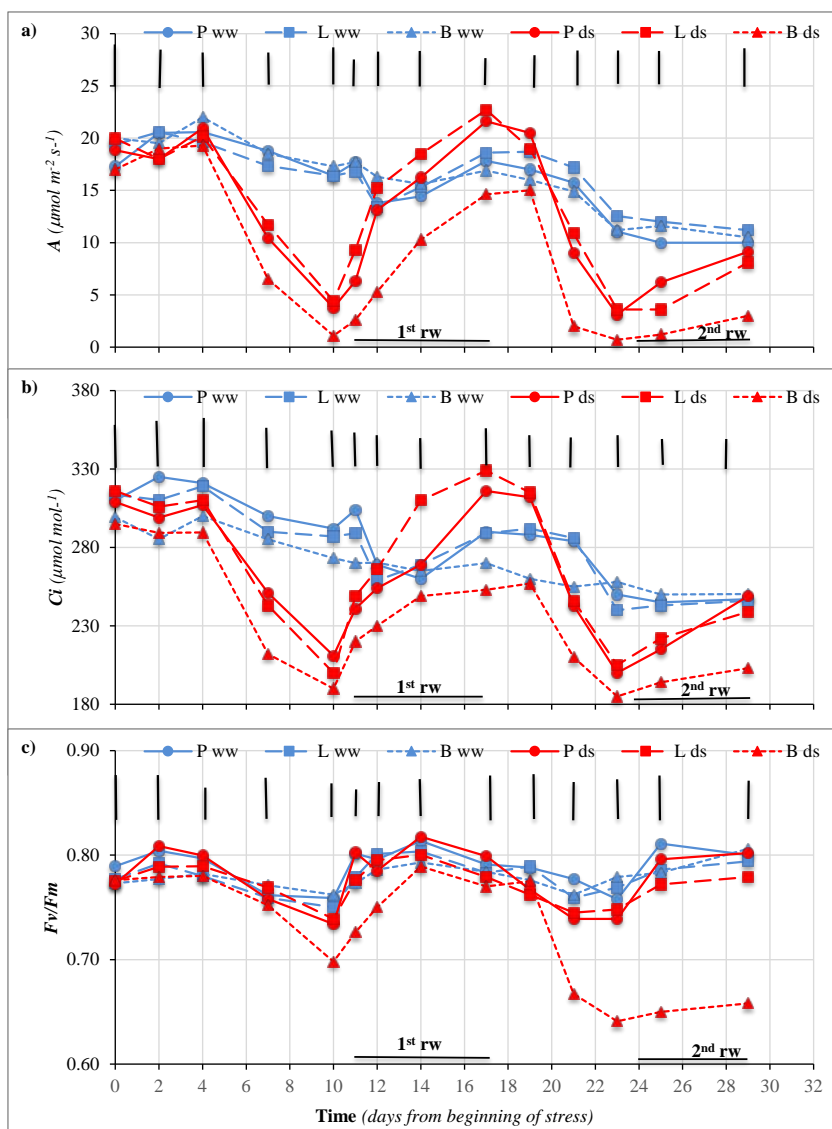 a)
P ww L ww B ww P ds L ds B ds
30
25
20
15
10
5
0
A (µmol m-2 s-1)
1st rw
2nd rw
b)
P ww L ww B ww P ds L ds B ds
380
330
280
230
180
Ci (µmol mol-1)
1st rw
2nd rw
c)
P ww L ww B ww P ds L ds B ds
0.90
0.80
0.70
0.60
Fv/Fm
1st rw
2nd rw
0 2 4 6 8 10 12 14 16 18 20 22 24 26 28 30 32
Time (days from beginning of stress)